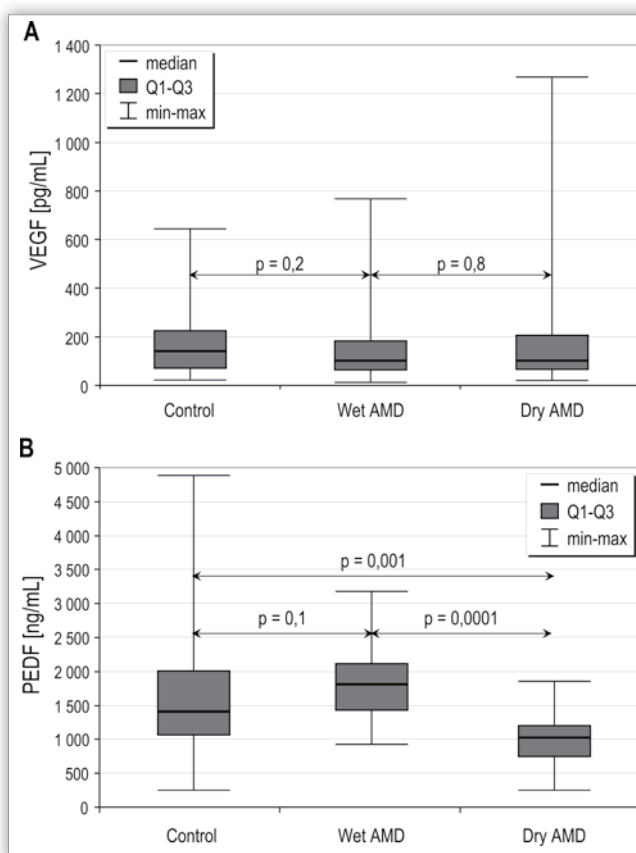 A
1 400
1 200
1 000
800
600
400
200
0
VEGF [pg/mL]
median
Q1-Q3
min-max
p = 0,2
p = 0,8
Control
Wet AMD
Dry AMD
B
5 000
4 500
4 000
3 500
3 000
2 500
2 000
1 500
1 000
500
0
PEDF [ng/mL]
median
Q1-Q3
min-max
p = 0,001
p = 0,1
p = 0,0001
Control
Wet AMD
Dry AMD